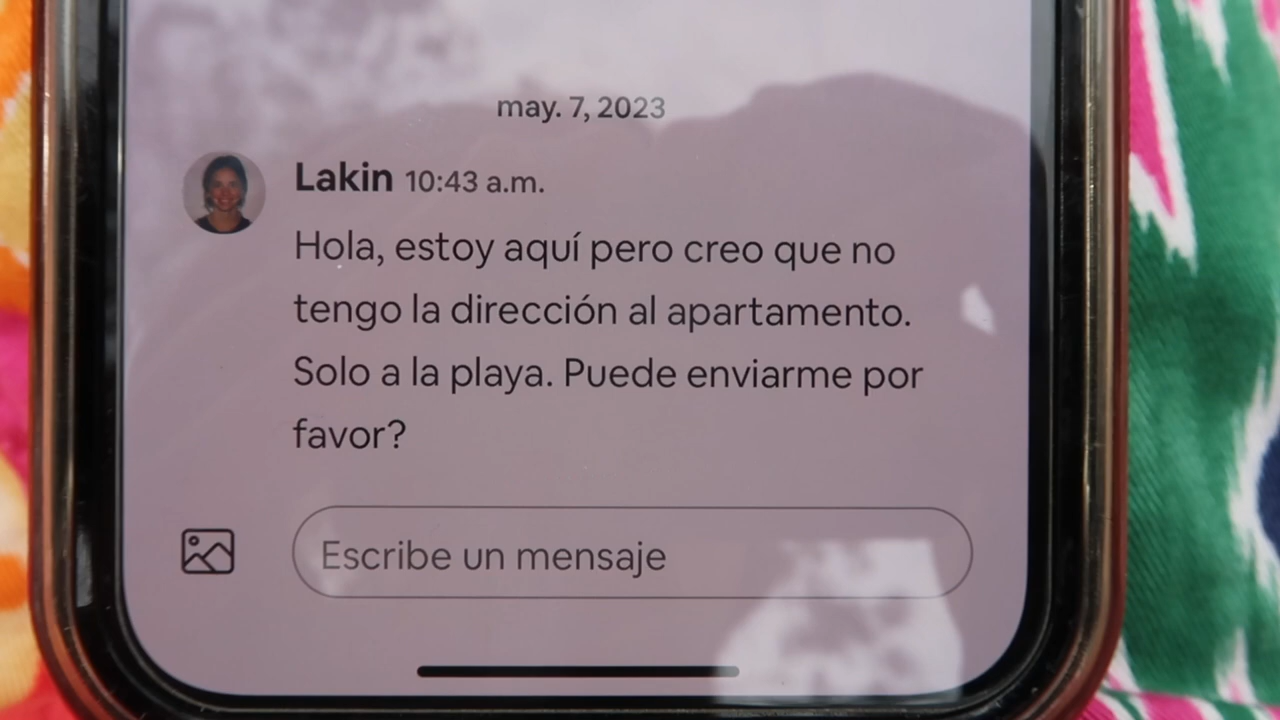 may. 7, 2023
Lakin 10:43 a.m.
Hola, estoy aquí pero creo que no
tengo la dirección al apartamento.
Solo a la playa. Puede enviarme por
favor?
Escribe un mensaje